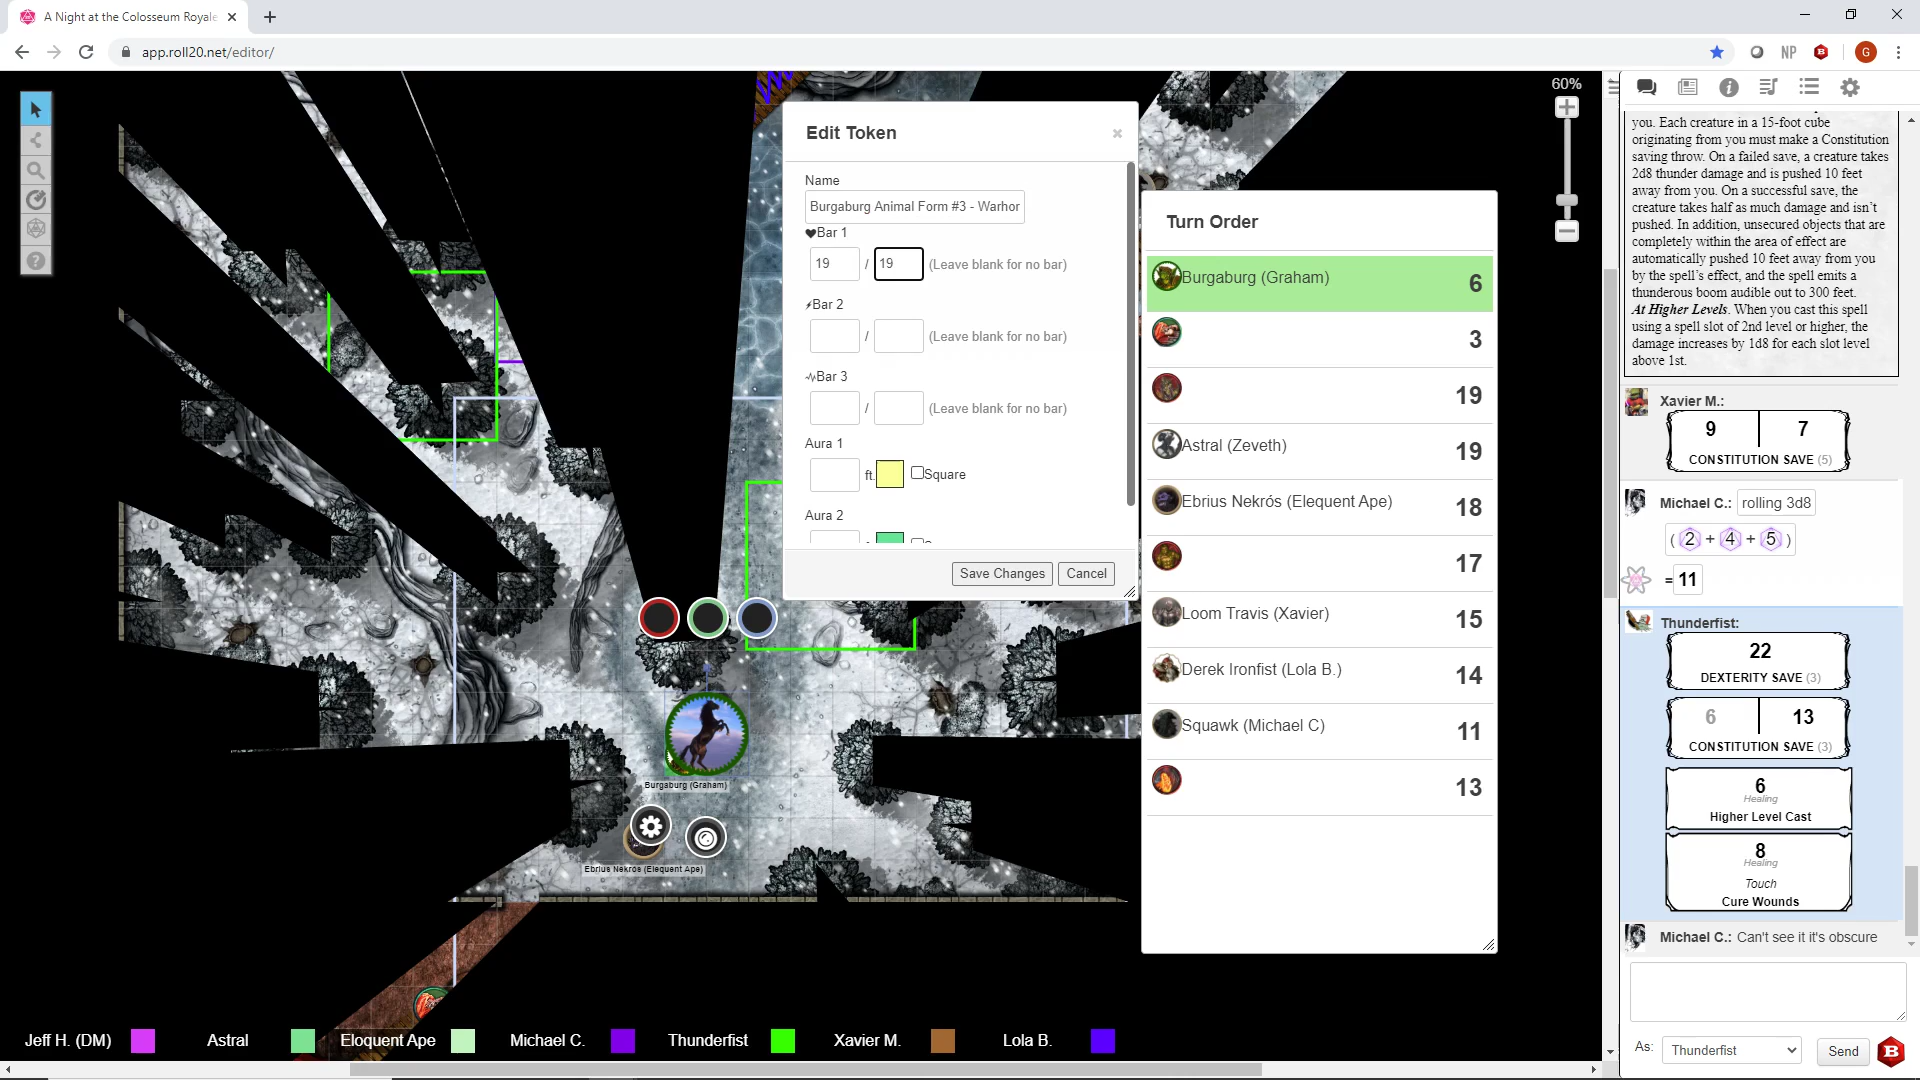 A Night at the Colosseum Royale
app.roll20.net/editor/
NP
G
60%
Edit Token
Name
Burgaburg Animal Form #3 - Warhor
Bar 1
19 / 19 (Leave blank for no bar)
Bar 2
/ (Leave blank for no bar)
Bar 3
/ (Leave blank for no bar)
Aura 1
ft. Square
Aura 2
Save Changes Cancel
Turn Order
Burgaburg (Graham) 6
3
19
Astral (Zeveth) 19
Ebrius Nekrós (Elequent Ape) 18
17
Loom Travis (Xavier) 15
Derek Ironfist (Lola B.) 14
Squawk (Michael C) 11
13
Burgaburg (Graham)
Ebrius Nekrós (Elequent Ape)
you. Each creature in a 15-foot cube
originating from you must make a Constitution
saving throw. On a failed save, a creature takes
2d8 thunder damage and is pushed 10 feet
away from you. On a successful save, the
creature takes half as much damage and isn't
pushed. In addition, unsecured objects that are
completely within the area of effect are
automatically pushed 10 feet away from you
by the spell's effect, and the spell emits a
thunderous boom audible out to 300 feet.
At Higher Levels. When you cast this spell
using a spell slot of 2nd level or higher, the
damage increases by 1d8 for each slot level
above 1st.
Xavier M.:
9 7
CONSTITUTION SAVE (5)
Michael C.: rolling 3d8
( 2 + 4 + 5 )
= 11
Thunderfist:
22
DEXTERITY SAVE (3)
6 13
CONSTITUTION SAVE (3)
6
Healing
Higher Level Cast
8
Healing
Touch
Cure Wounds
Michael C.: Can't see it it's obscure
As: Thunderfist Send B
Jeff H. (DM) Astral Eloquent Ape Michael C. Thunderfist Xavier M. Lola B.